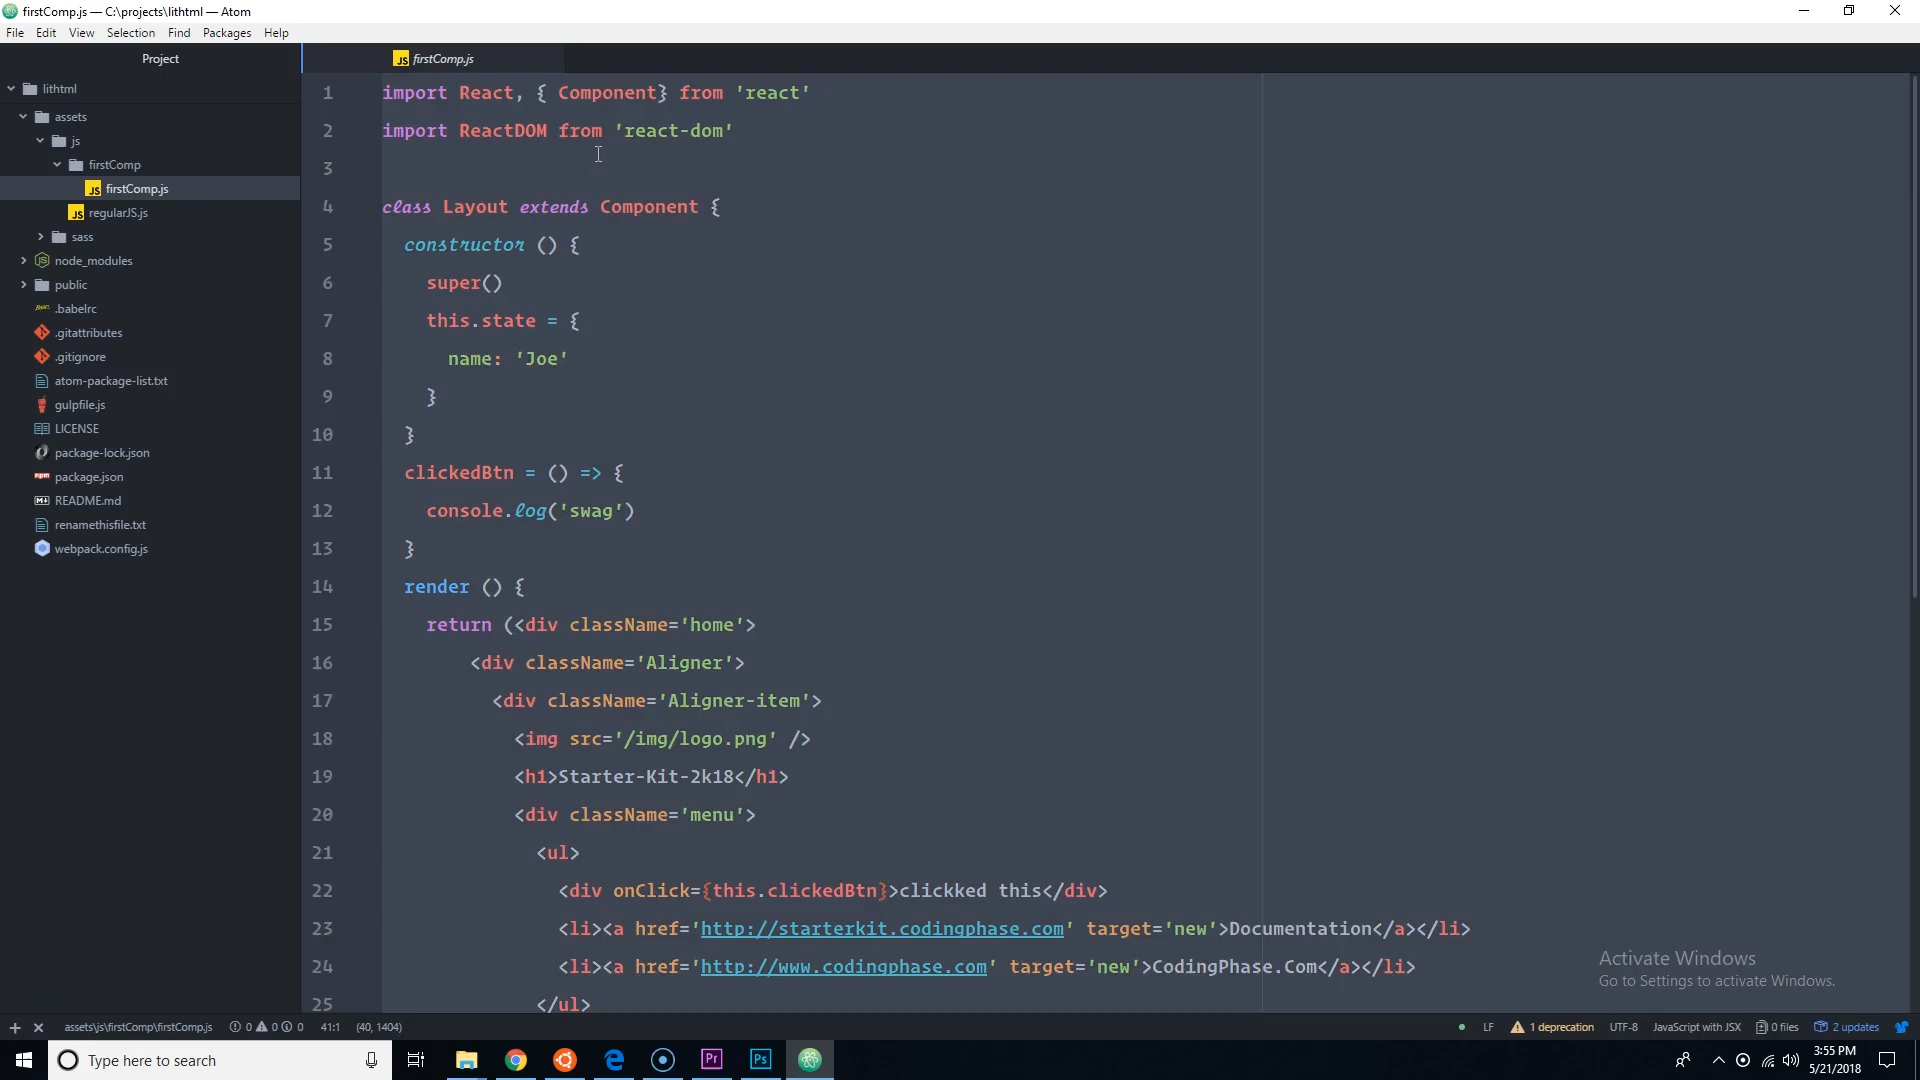 firstComp.js — C:\projects\lithtml — Atom
File Edit View Selection Find Packages Help
Project
lithtml
assets
js
firstComp
firstComp.js
regularJS.js
sass
node_modules
public
.babelrc
.gitattributes
.gitignore
atom-package-list.txt
gulpfile.js
LICENSE
package-lock.json
package.json
README.md
renamethisfile.txt
webpack.config.js
firstComp.js
1 import React, { Component} from 'react'
2 import ReactDOM from 'react-dom'
3
4 class Layout extends Component {
5 constructor () {
6 super()
7 this.state = {
8 name: 'Joe'
9 }
10 }
11 clickedBtn = () => {
12 console.log('swag')
13 }
14 render () {
15 return (<div className='home'>
16 <div className='Aligner'>
17 <div className='Aligner-item'>
18 <img src='/img/logo.png' />
19 <h1>Starter-Kit-2k18</h1>
20 <div className='menu'>
21 <ul>
22 <div onClick={this.clickedBtn}>clickked this</div>
23 <li><a href='http://starterkit.codingphase.com' target='new'>Documentation</a></li>
24 <li><a href='http://www.codingphase.com' target='new'>CodingPhase.Com</a></li>
25 </ul>
Activate Windows
Go to Settings to activate Windows.
assets\js\firstComp\firstComp.js 0 0 0 41:1 (40, 1404) LF 1 deprecation UTF-8 JavaScript with JSX 0 files 2 updates
Type here to search
Pr
Ps
3:55 PM
5/21/2018